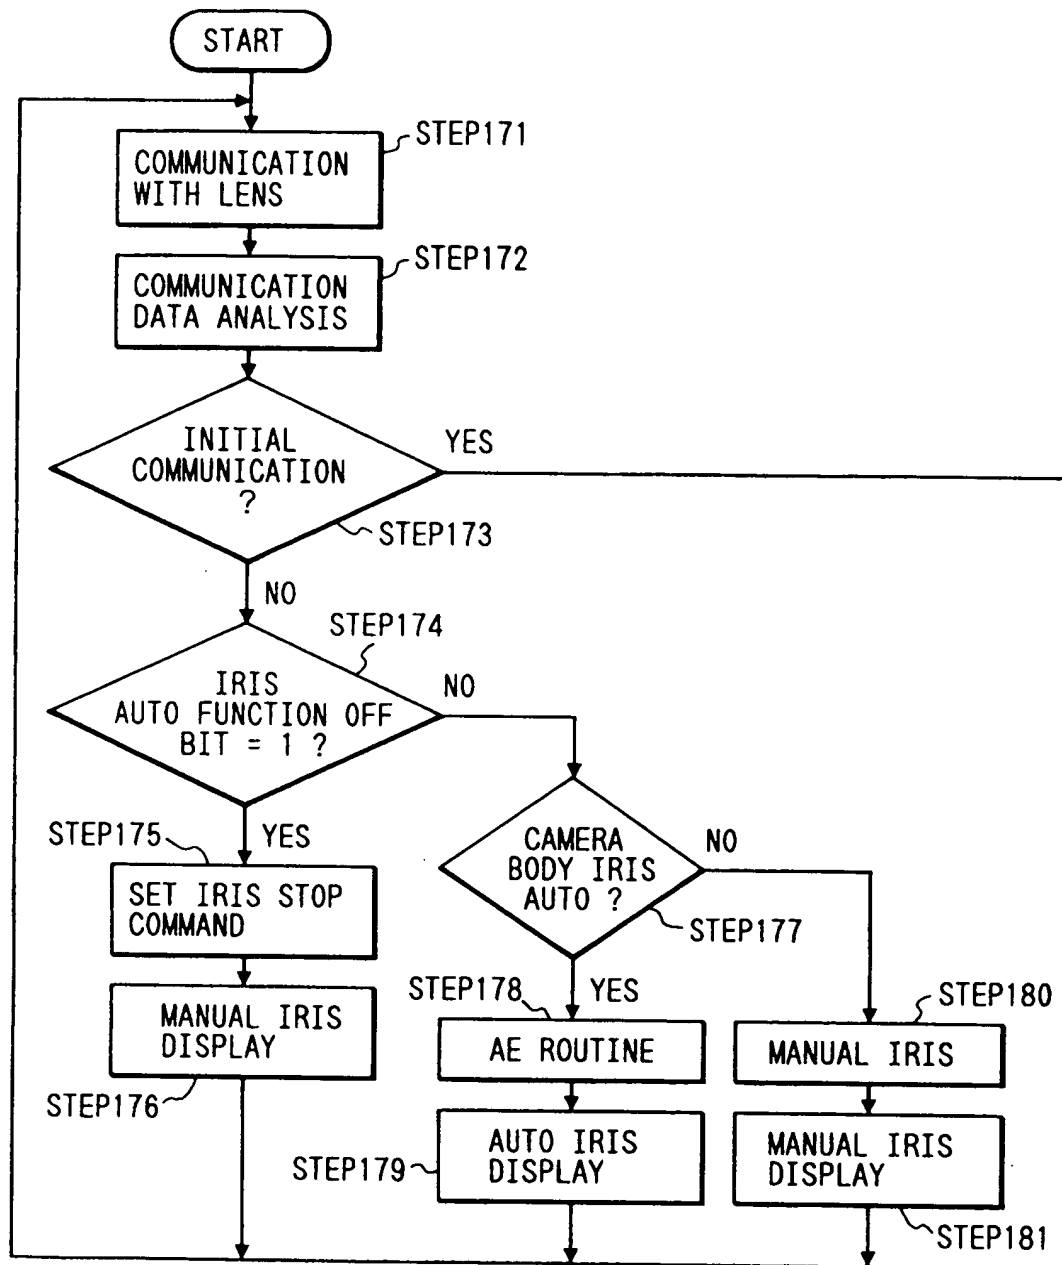 START
STEP171
COMMUNICATION
WITH LENS
STEP172
COMMUNICATION
DATA ANALYSIS
INITIAL
COMMUNICATION
?
YES
STEP173
NO
STEP174
IRIS
AUTO FUNCTION OFF
BIT = 1 ?
NO
STEP175
YES
SET IRIS STOP
COMMAND
MANUAL IRIS
DISPLAY
STEP176
CAMERA
BODY IRIS
AUTO ?
NO
STEP177
STEP178
YES
AE ROUTINE
STEP179
AUTO IRIS
DISPLAY
STEP180
MANUAL IRIS
MANUAL IRIS
DISPLAY
STEP181